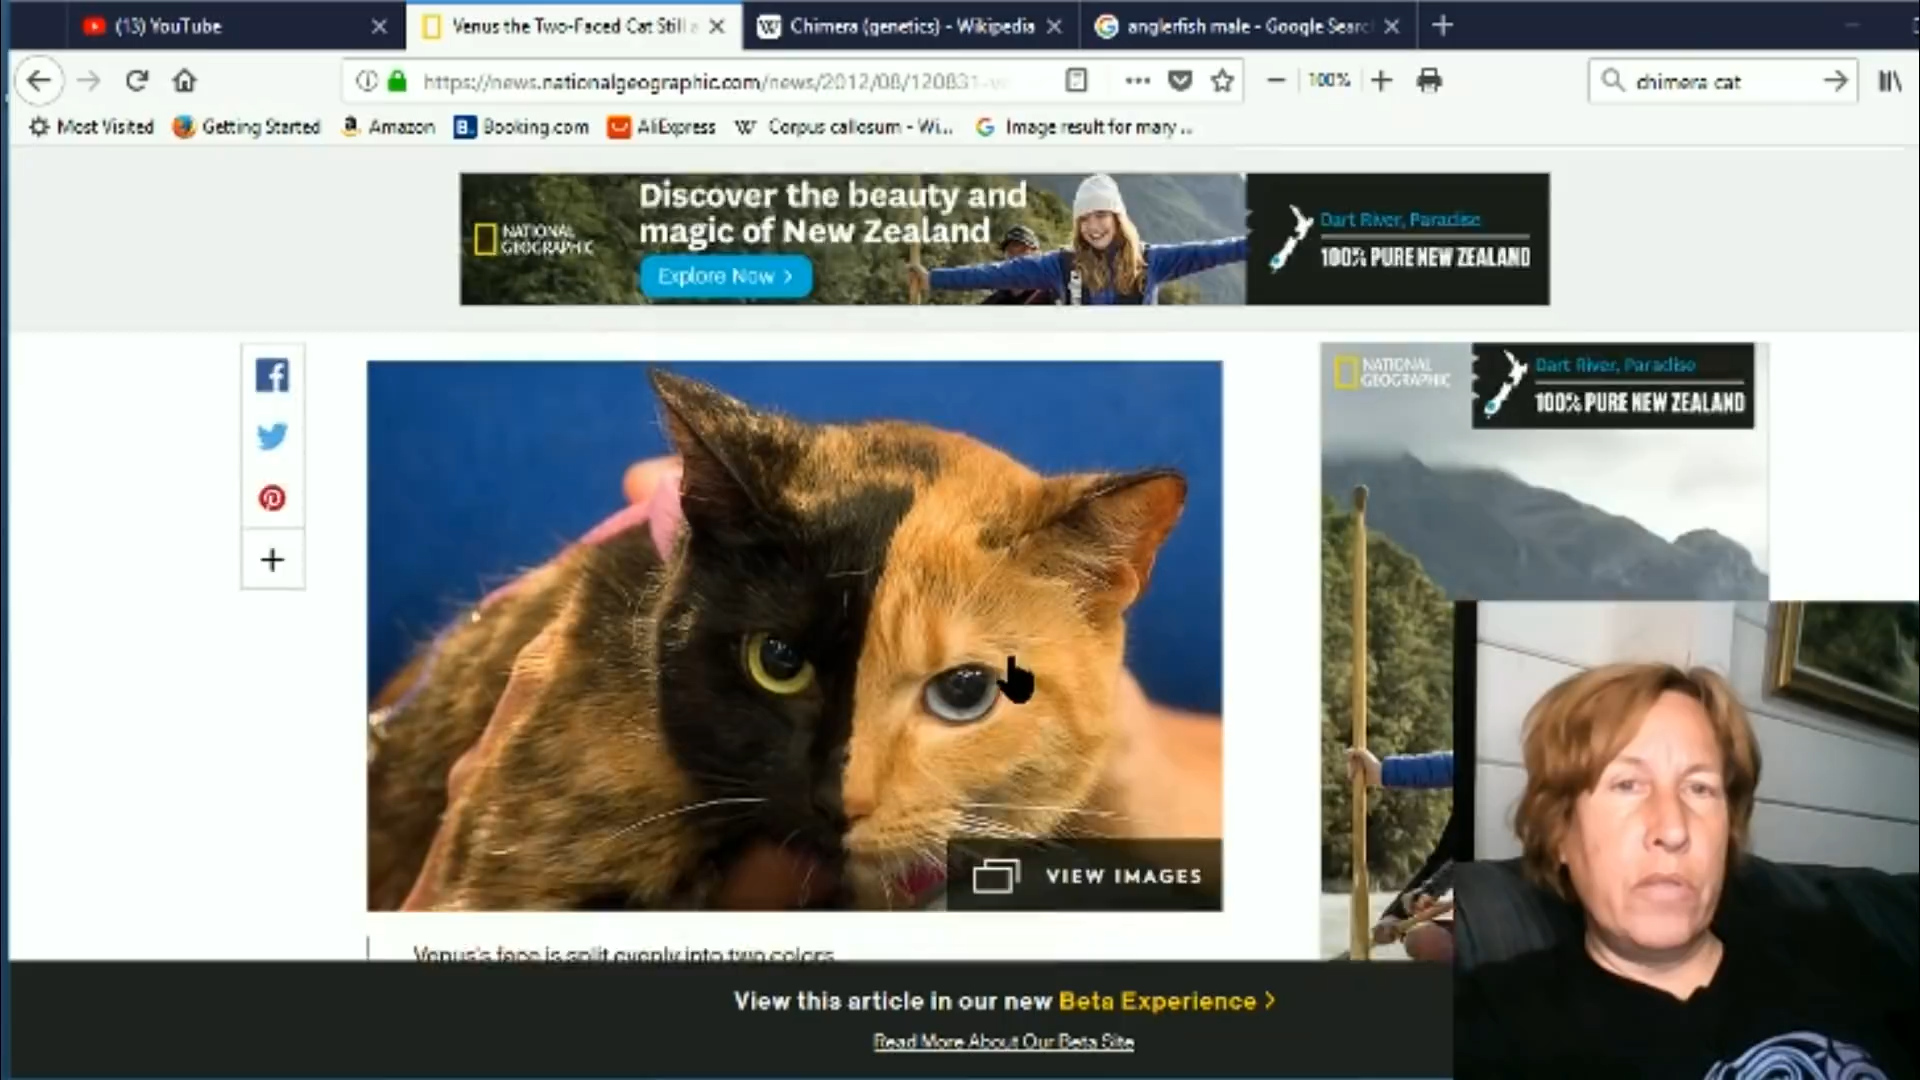 (13) YouTube
Venus the Two-Faced Cat Still a
Chimera (genetics) - Wikipedia
anglerfish male - Google Searc
https://news.nationalgeographic.com/news/2012/08/120831-v
100%
chimera cat
Most Visited
Getting Started
Amazon
Booking.com
AliExpress
Corpus callosum - Wi...
Image result for mary ...
NATIONAL
GEOGRAPHIC
Discover the beauty and
magic of New Zealand
Explore Now >
Dart River, Paradise
100% PURE NEW ZEALAND
NATIONAL
GEOGRAPHIC
Dart River, Paradise
100% PURE NEW ZEALAND
VIEW IMAGES
Venus's face is split evenly into two colors
View this article in our new Beta Experience >
Read More About Our Beta Site